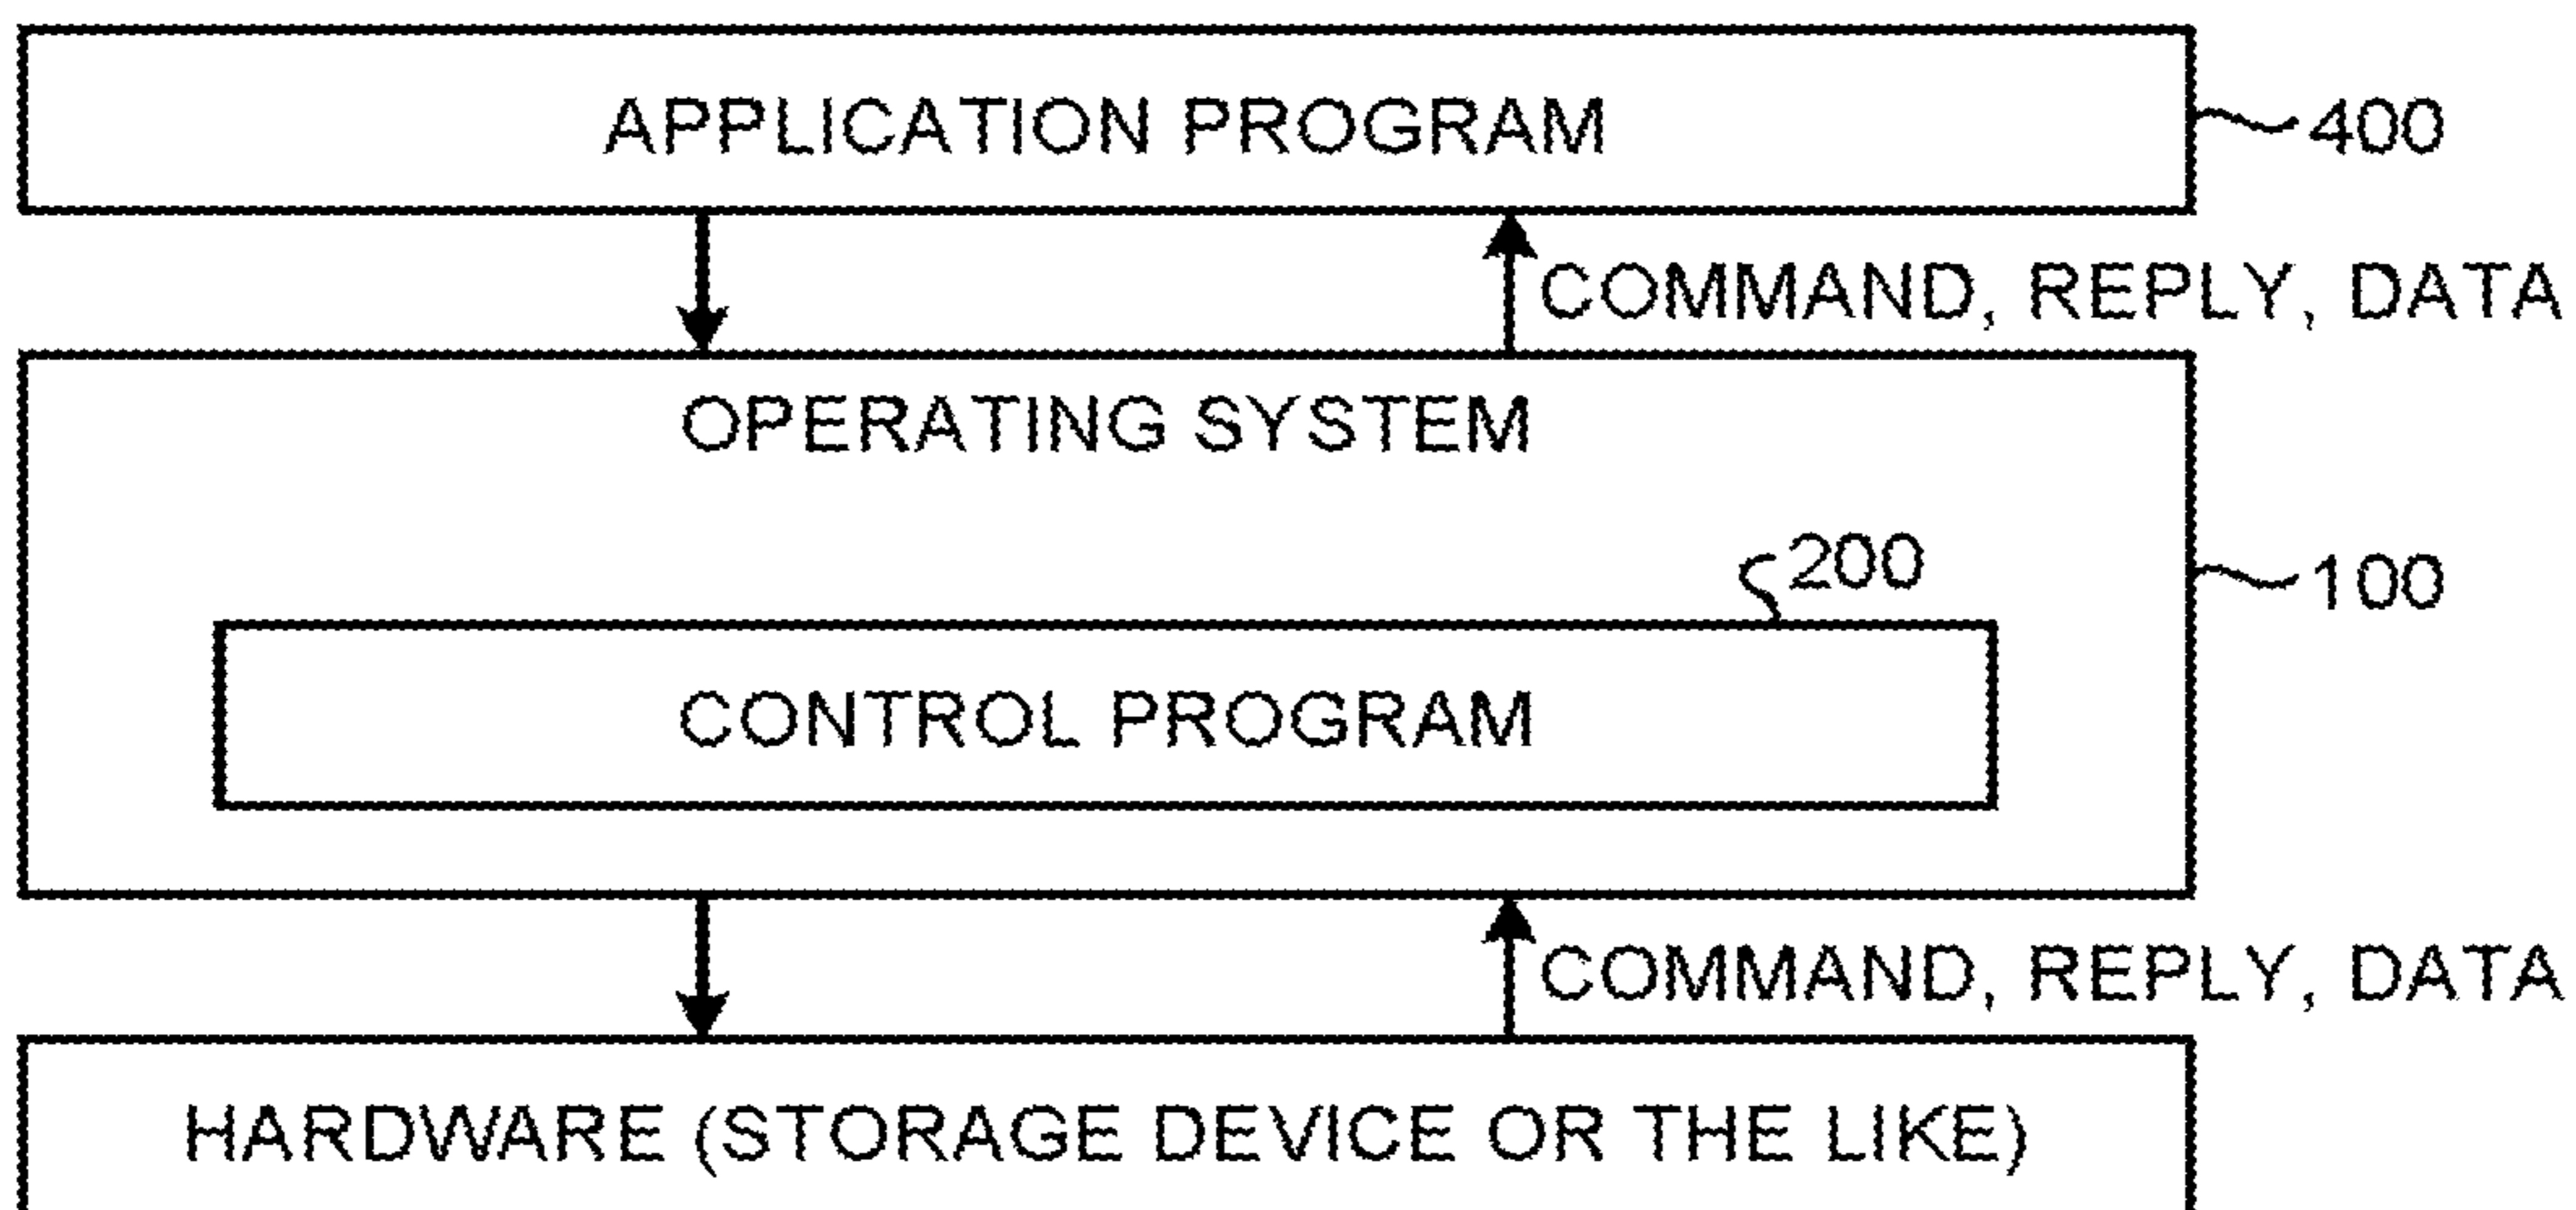 APPLICATION PROGRAM
400
COMMAND, REPLY, DATA
OPERATING SYSTEM
200
100
CONTROL PROGRAM
COMMAND, REPLY, DATA
HARDWARE (STORAGE DEVICE OR THE LIKE)